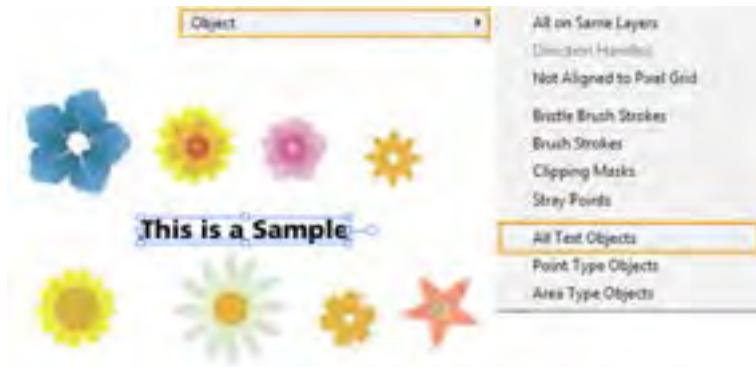 Object
All on Same Layers
Direction Handles
Not Aligned to Pixel Grid
Bristle Brush Strokes
Brush Strokes
Clipping Masks
Stray Points
This is a Sample
All Text Objects
Point Type Objects
Area Type Objects